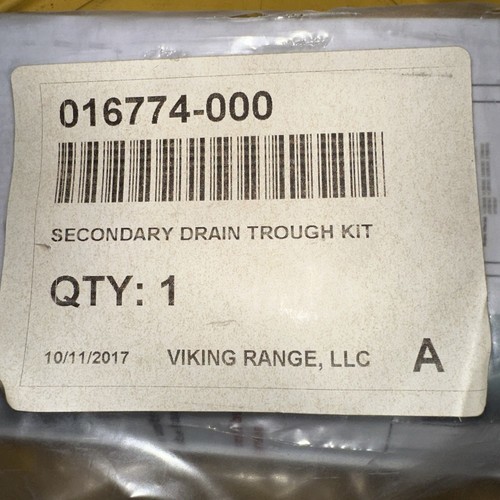 016774-000
SECONDARY DRAIN TROUGH KIT
QTY: 1
10/11/2017 VIKING RANGE, LLC A